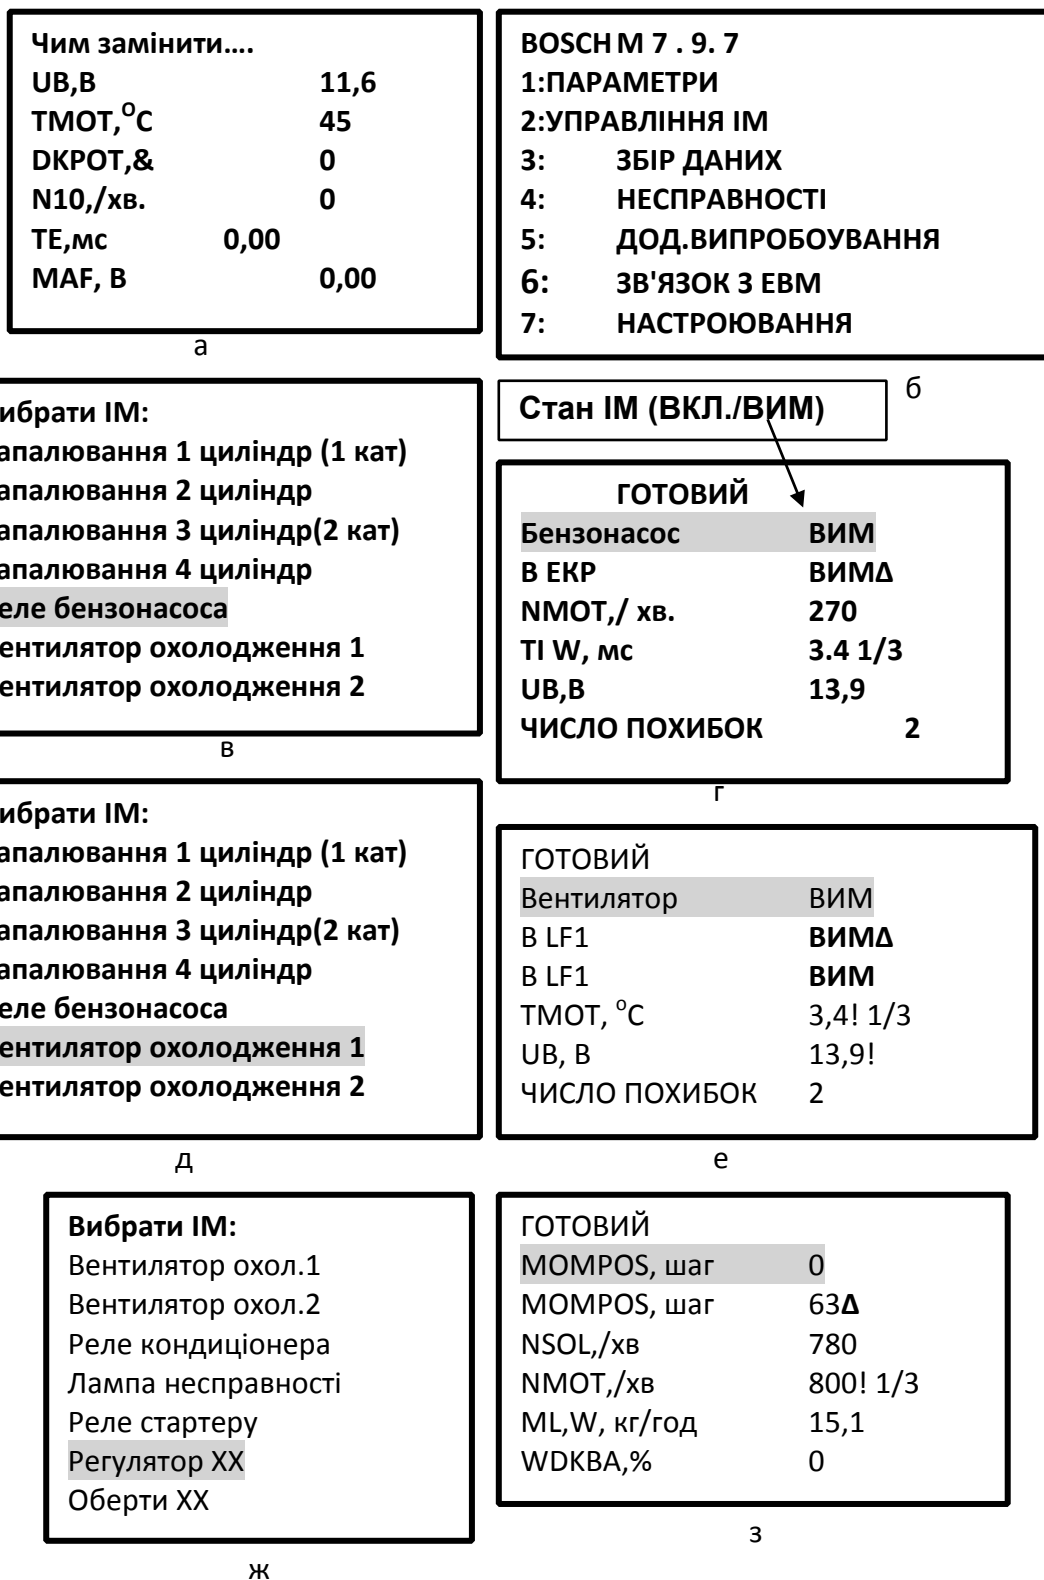 Чим замінити....
UB,B 11,6
ТМОТ,ᴼС 45
DKPOT,& 0
N10,/хв. 0
ТЕ,мс 0,00
MAF, В 0,00
а
BOSCH М 7 . 9. 7
1:ПАРАМЕТРИ
2:УПРАВЛІННЯ ІМ
3: ЗБІР ДАНИХ
4: НЕСПРАВНОСТІ
5: ДОД.ВИПРОБОУВАННЯ
6: ЗВ'ЯЗОК З ЕВМ
7: НАСТРОЮВАННЯ
б
ибрати ІМ:
апалювання 1 циліндр (1 кат)
апалювання 2 циліндр
апалювання 3 циліндр(2 кат)
апалювання 4 циліндр
еле бензонасоса
ентилятор охолодження 1
ентилятор охолодження 2
в
Стан ІМ (ВКЛ./ВИМ)
ГОТОВИЙ
Бензонасос ВИМ
В ЕКР ВИМΔ
NMOT,/ хв. 270
TI W, мс 3.4 1/3
UB,B 13,9
ЧИСЛО ПОХИБОК 2
г
ибрати ІМ:
апалювання 1 циліндр (1 кат)
апалювання 2 циліндр
апалювання 3 циліндр(2 кат)
апалювання 4 циліндр
еле бензонасоса
ентилятор охолодження 1
ентилятор охолодження 2
д
ГОТОВИЙ
Вентилятор ВИМ
B LF1 ВИМΔ
B LF1 ВИМ
ТМОТ, ᵒС 3,4! 1/3
UB, B 13,9!
ЧИСЛО ПОХИБОК 2
е
Вибрати ІМ:
Вентилятор охол.1
Вентилятор охол.2
Реле кондиціонера
Лампа несправності
Реле стартеру
Регулятор ХХ
Оберти ХХ
ж
ГОТОВИЙ
MOMPOS, шаг 0
MOMPOS, шаг 63Δ
NSOL,/хв 780
NMOT,/хв 800! 1/3
ML,W, кг/год 15,1
WDKBA,% 0
з